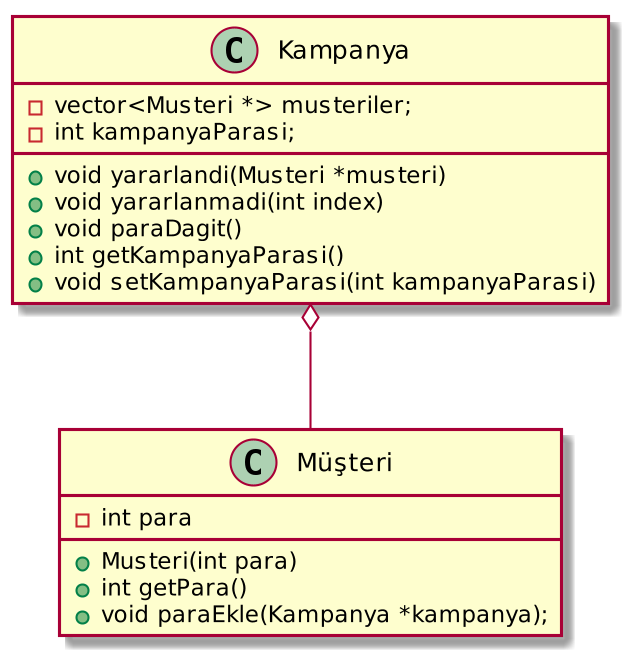 C Kampanya
vector<Musteri *> musteriler;
int kampanyaParasi;
void yararlandi(Musteri *musteri)
void yararlanmadi(int index)
void paraDagit()
int getKampanyaParasi()
void setKampanyaParasi(int kampanyaParasi)
C Müşteri
int para
Musteri(int para)
int getPara()
void paraEkle(Kampanya *kampanya);